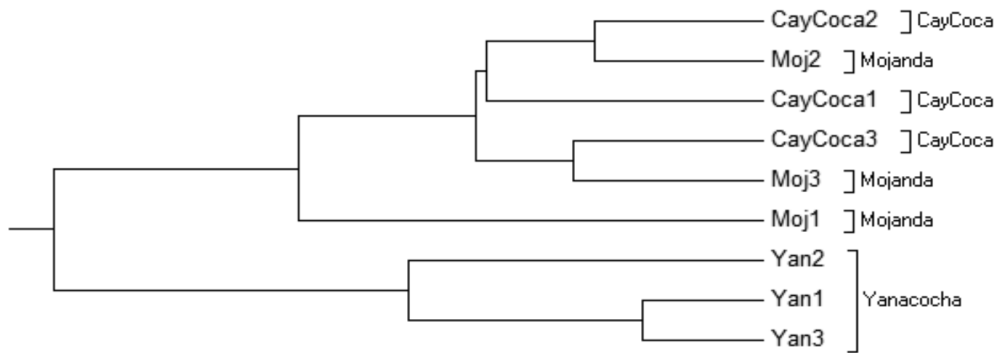 CayCoca2 CayCoca
Moj2 Mojanda
CayCoca1 CayCoca
CayCoca3 CayCoca
Moj3 Mojanda
Moj1 Mojanda
Yan2
Yan1 Yanacocha
Yan3